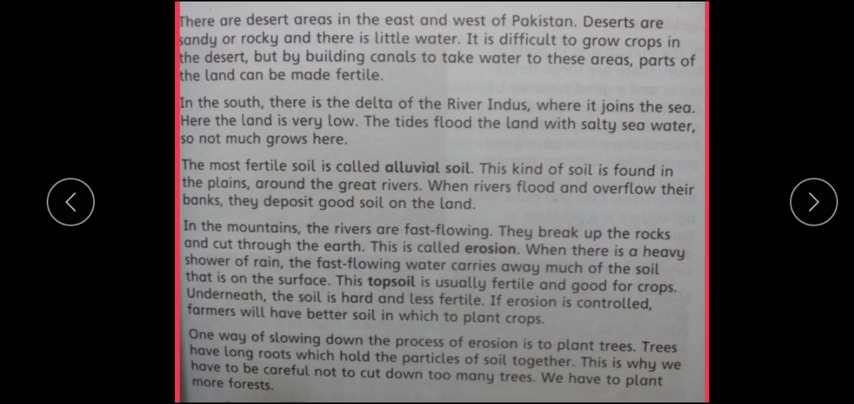 There are desert areas in the east and west of Pakistan. Deserts are
sandy or rocky and there is little water. It is difficult to grow crops in
the desert, but by building canals to take water to these areas, parts of
the land can be made fertile.
In the south, there is the delta of the River Indus, where it joins the sea.
Here the land is very low. The tides flood the land with salty sea water,
so not much grows here.
The most fertile soil is called alluvial soil. This kind of soil is found in
the plains, around the great rivers. When rivers flood and overflow their
banks, they deposit good soil on the land.
In the mountains, the rivers are fast-flowing. They break up the rocks
and cut through the earth. This is called erosion. When there is a heavy
shower of rain, the fast-flowing water carries away much of the soil
that is on the surface. This topsoil is usually fertile and good for crops.
Underneath, the soil is hard and less fertile. If erosion is controlled,
farmers will have better soil in which to plant crops.
One way of slowing down the process of erosion is to plant trees. Trees
have long roots which hold the particles of soil together. This is why we
have to be careful not to cut down too many trees. We have to plant
more forests.